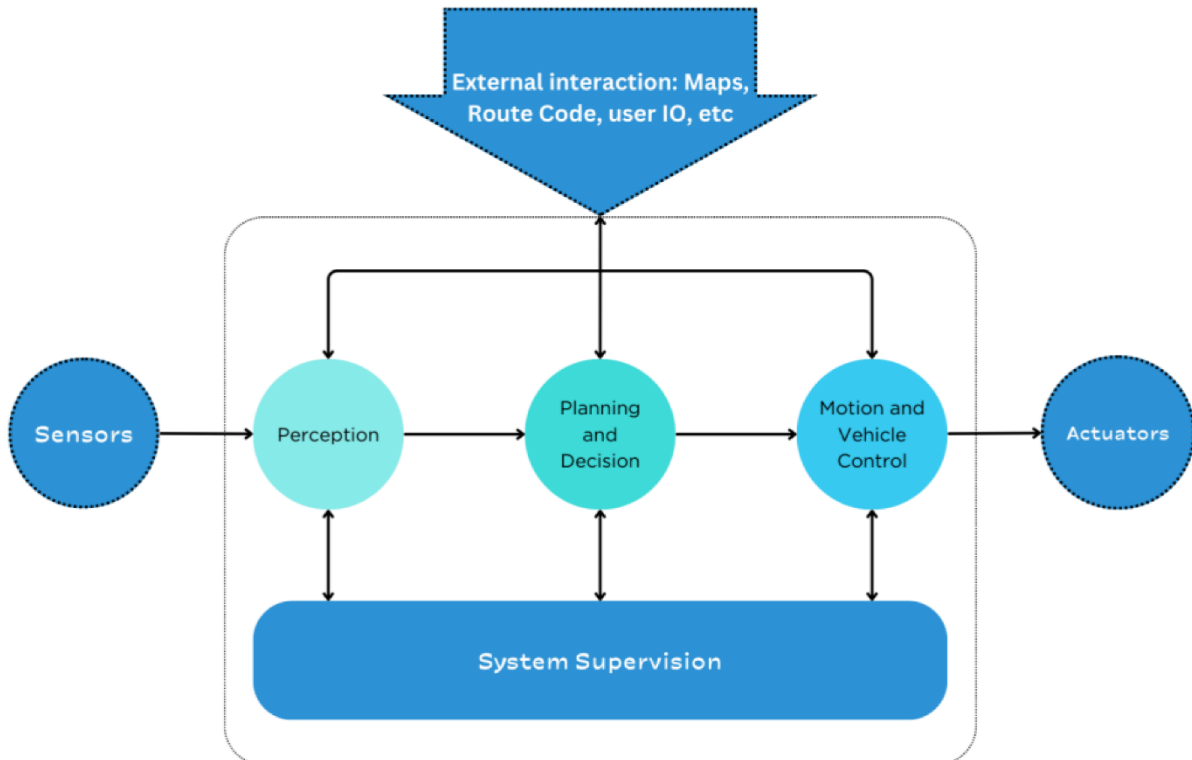 External interaction: Maps,
Route Code, user IO, etc
Sensors
Perception
Planning
and
Decision
Motion and
Vehicle
Control
Actuators
System Supervision